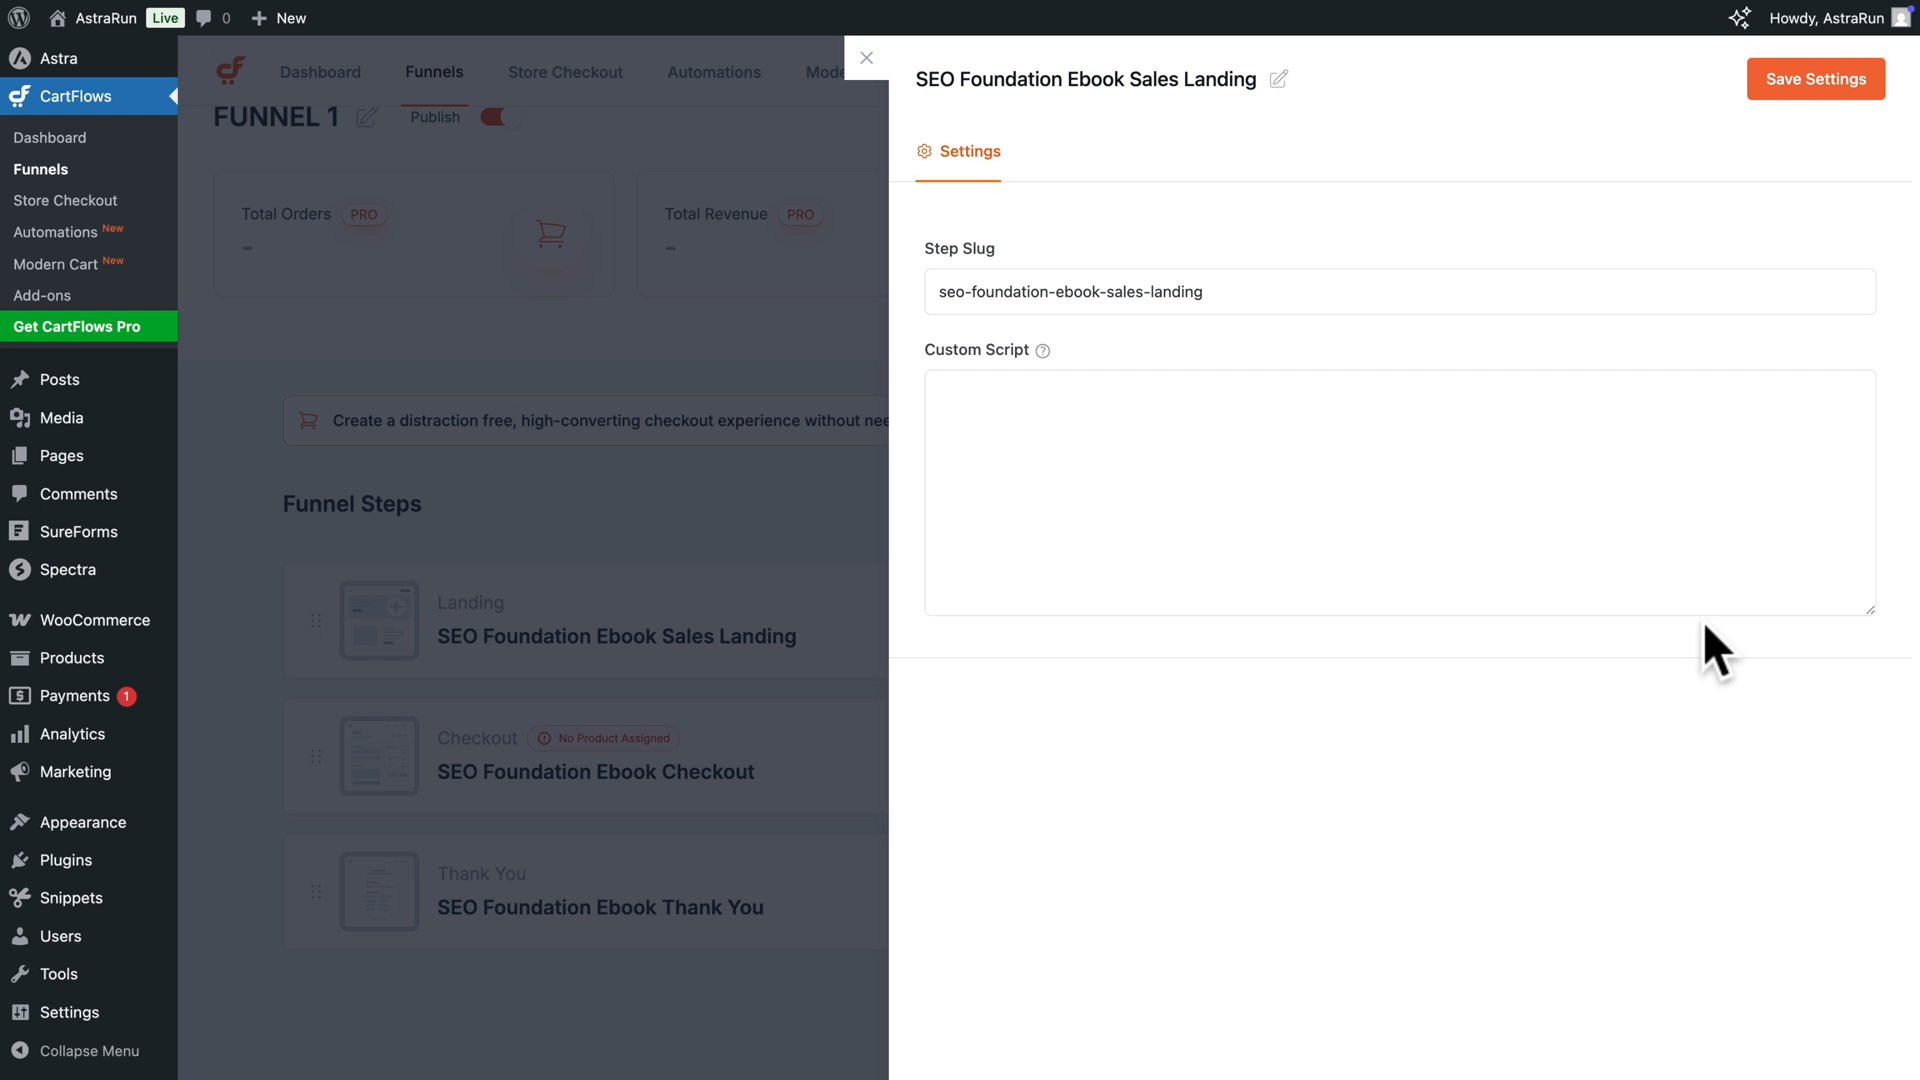 AstraRun Live 0 New
Howdy, AstraRun
Astra
CartFlows
Dashboard
Funnels
Store Checkout
Automations New
Modern Cart New
Add-ons
Get CartFlows Pro
Posts
Media
Pages
Comments
SureForms
Spectra
WooCommerce
Products
Payments 1
Analytics
Marketing
Appearance
Plugins
Snippets
Users
Tools
Settings
Collapse Menu
Dashboard Funnels Store Checkout Automations Mode
FUNNEL 1 Publish
Total Orders PRO
-
Total Revenue PRO
-
Create a distraction free, high-converting checkout experience without nee
Funnel Steps
Landing
SEO Foundation Ebook Sales Landing
Checkout No Product Assigned
SEO Foundation Ebook Checkout
Thank You
SEO Foundation Ebook Thank You
SEO Foundation Ebook Sales Landing
Save Settings
Settings
Step Slug
seo-foundation-ebook-sales-landing
Custom Script